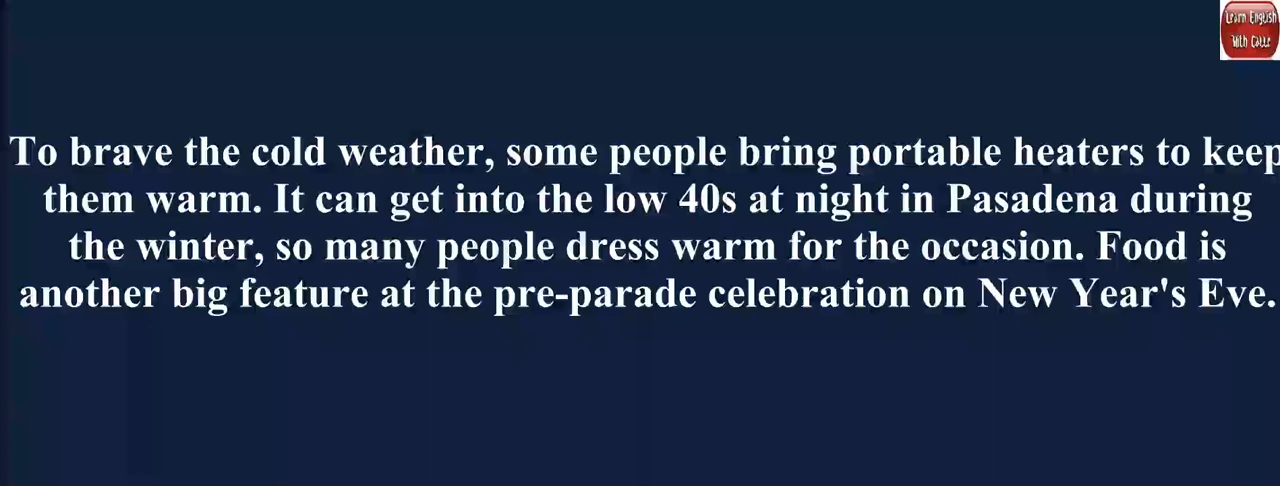 Learn English
With
To brave the cold weather, some people bring portable heaters to keep
them warm. It can get into the low 40s at night in Pasadena during
the winter, so many people dress warm for the occasion. Food is
another big feature at the pre-parade celebration on New Year's Eve.